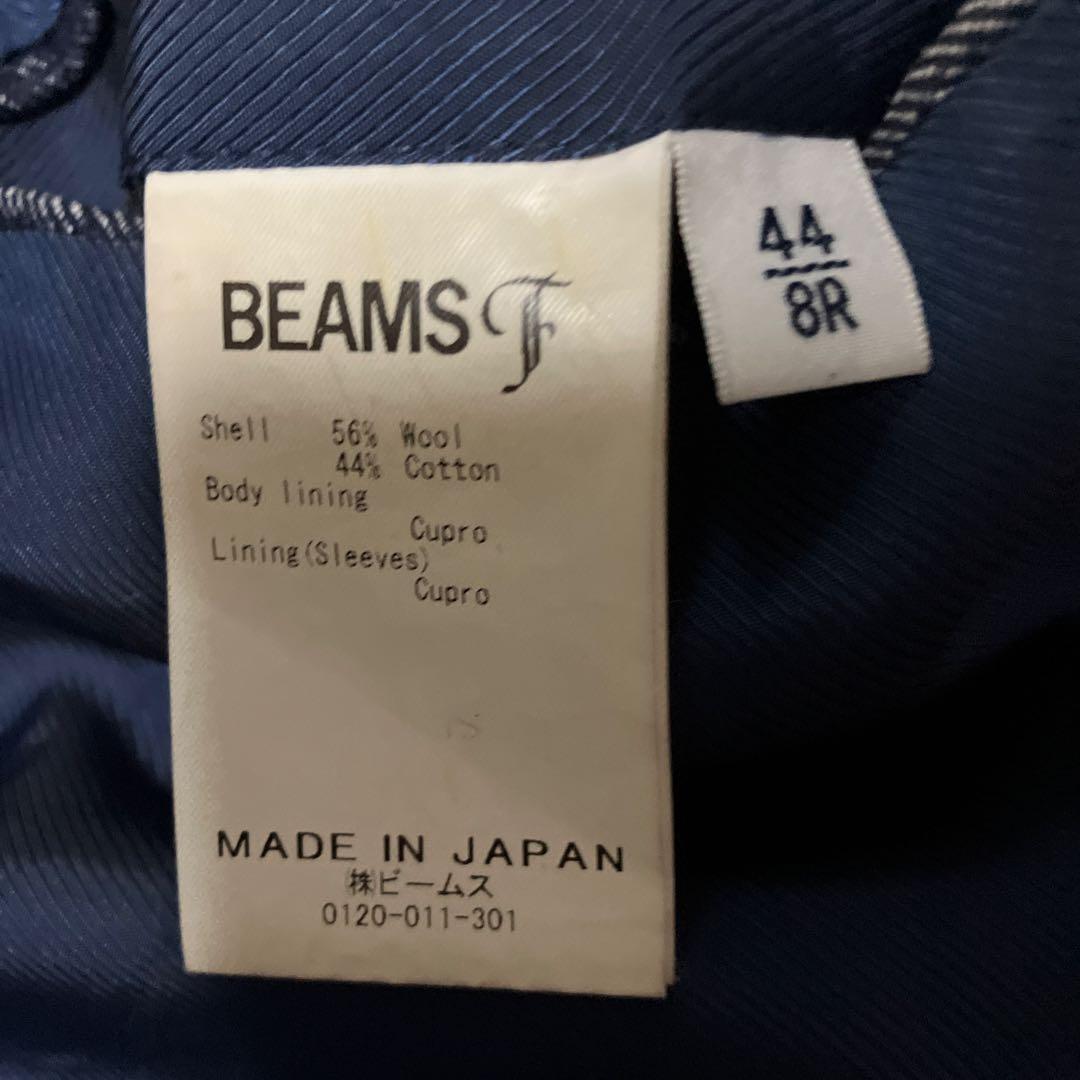 BEAMS F
Shell 56% Wool
44% Cotton
Body lining
Cupro
Lining(Sleeves)
Cupro
MADE IN JAPAN
㈱ビームス
0120-011-301
44
8R